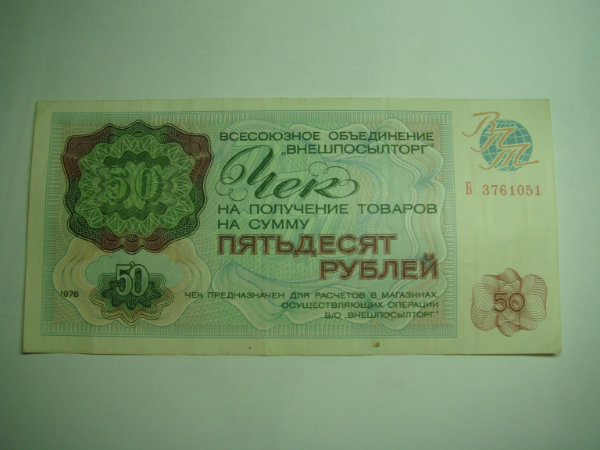 ВСЕСОЮЗНОЕ ОБЪЕДИНЕНИЕ
„ВНЕШПОСЫЛТОРГ"
ВПТ
50
Чек
Б 3761051
НА ПОЛУЧЕНИЕ ТОВАРОВ
НА СУММУ
ПЯТЬДЕСЯТ
РУБЛЕЙ
50
1976
ЧЕК ПРЕДНАЗНАЧЕН ДЛЯ РАСЧЕТОВ В МАГАЗИНАХ,
ОСУЩЕСТВЛЯЮЩИХ ОПЕРАЦИИ
В/О „ВНЕШПОСЫЛТОРГ"
50